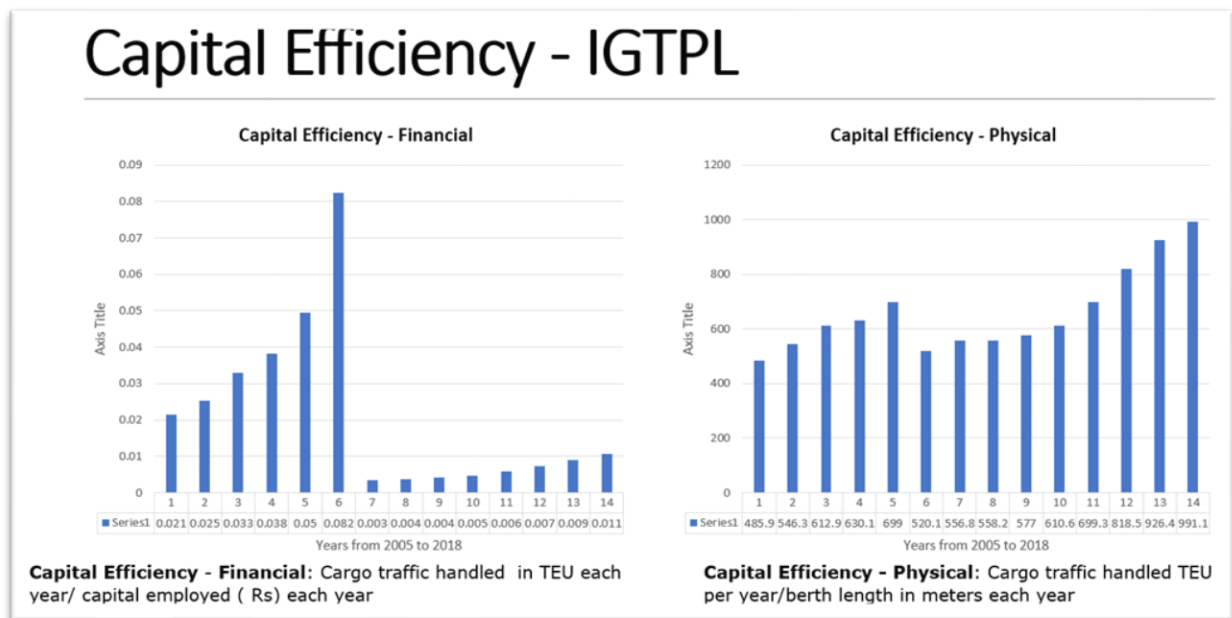 Capital Efficiency - IGTPL
Capital Efficiency - Financial
0.09
0.08
0.07
0.06
0.05
0.04
0.03
0.02
0.01
0
Axis Title
1 2 3 4 5 6 7 8 9 10 11 12 13 14
Series1 0.021 0.025 0.033 0.038 0.05 0.082 0.003 0.004 0.004 0.005 0.006 0.007 0.009 0.011
Years from 2005 to 2018
Capital Efficiency - Financial: Cargo traffic handled in TEU each
year/ capital employed ( Rs) each year
Capital Efficiency - Physical
1200
1000
800
600
400
200
0
Axis Title
1 2 3 4 5 6 7 8 9 10 11 12 13 14
Series1 485.9 546.3 612.9 630.1 699 520.1 556.8 558.2 577 610.6 699.3 818.5 926.4 991.1
Years from 2005 to 2018
Capital Efficiency - Physical: Cargo traffic handled TEU
per year/berth length in meters each year